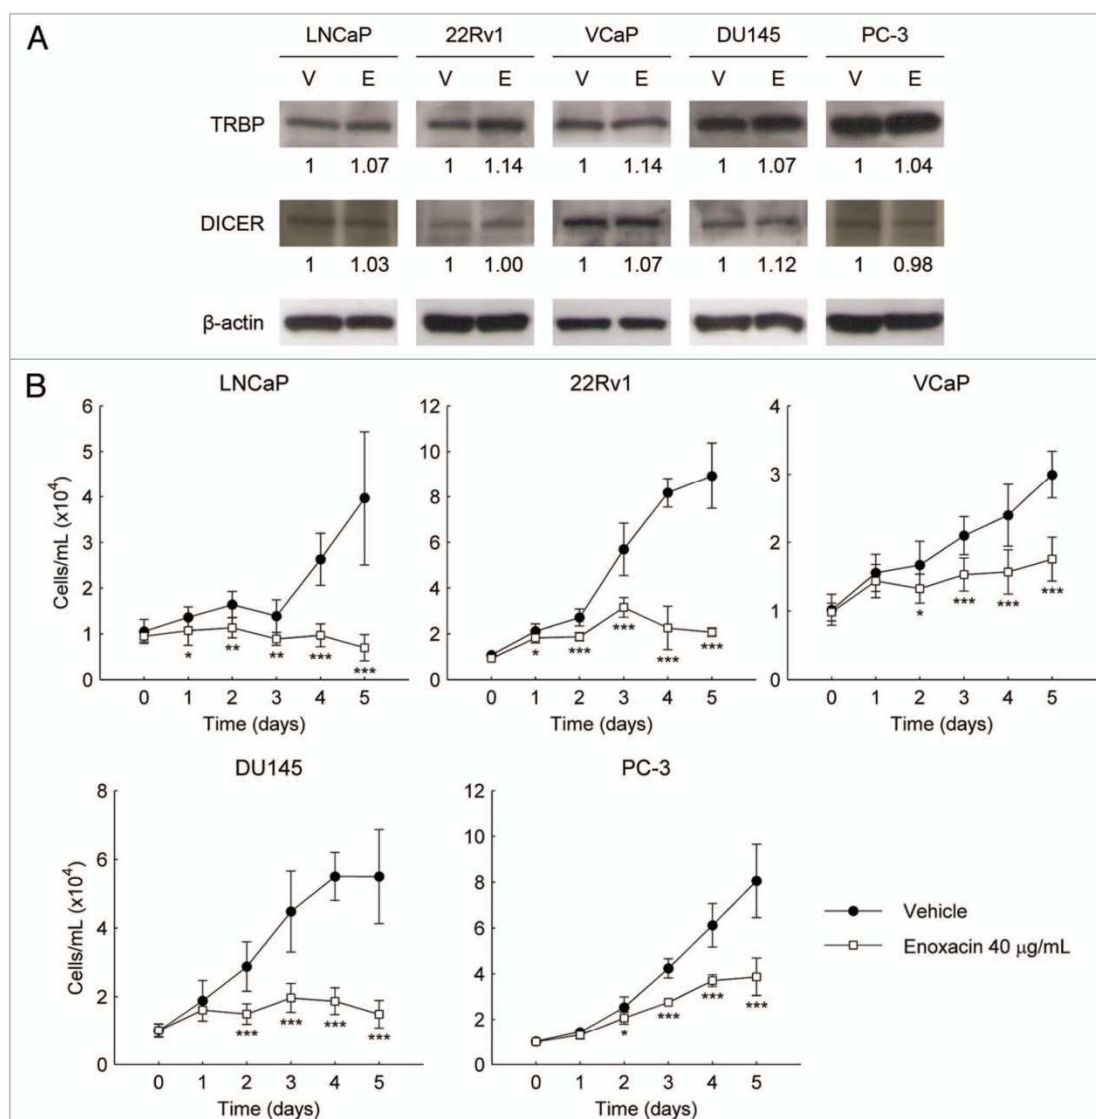 A
LNCaP 22Rv1 VCaP DU145 PC-3
V E V E V E V E V E
TRBP
1 1.07 1 1.14 1 1.14 1 1.07 1 1.04
DICER
1 1.03 1 1.00 1 1.07 1 1.12 1 0.98
β-actin
B
LNCaP
Cells/mL (x10⁴)
6
5
4
3
2
1
0
* ** ** *** ***
0 1 2 3 4 5
Time (days)
22Rv1
12
10
8
6
4
2
0
* *** *** *** ***
0 1 2 3 4 5
Time (days)
VCaP
4
3
2
1
0
* *** *** ***
0 1 2 3 4 5
Time (days)
DU145
Cells/mL (x10⁴)
8
6
4
2
0
*** *** *** ***
0 1 2 3 4 5
Time (days)
PC-3
12
10
8
6
4
2
0
* *** *** ***
0 1 2 3 4 5
Time (days)
Vehicle
Enoxacin 40 μg/mL